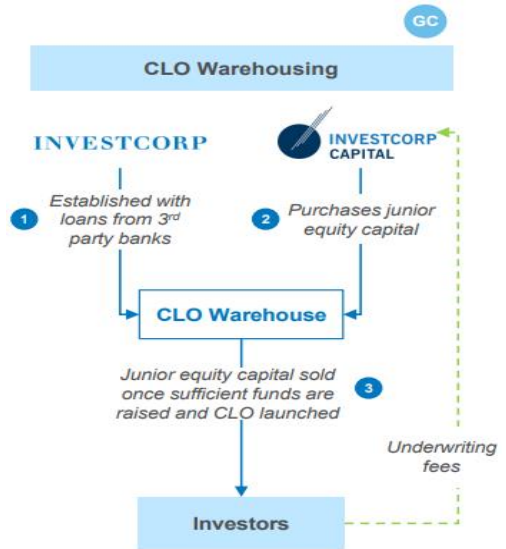 GC
CLO Warehousing
INVESTCORP
INVESTCORP
CAPITAL
1
Established with
loans from 3rd
party banks
2
Purchases junior
equity capital
CLO Warehouse
Junior equity capital sold
once sufficient funds are
raised and CLO launched
3
Underwriting
fees
Investors